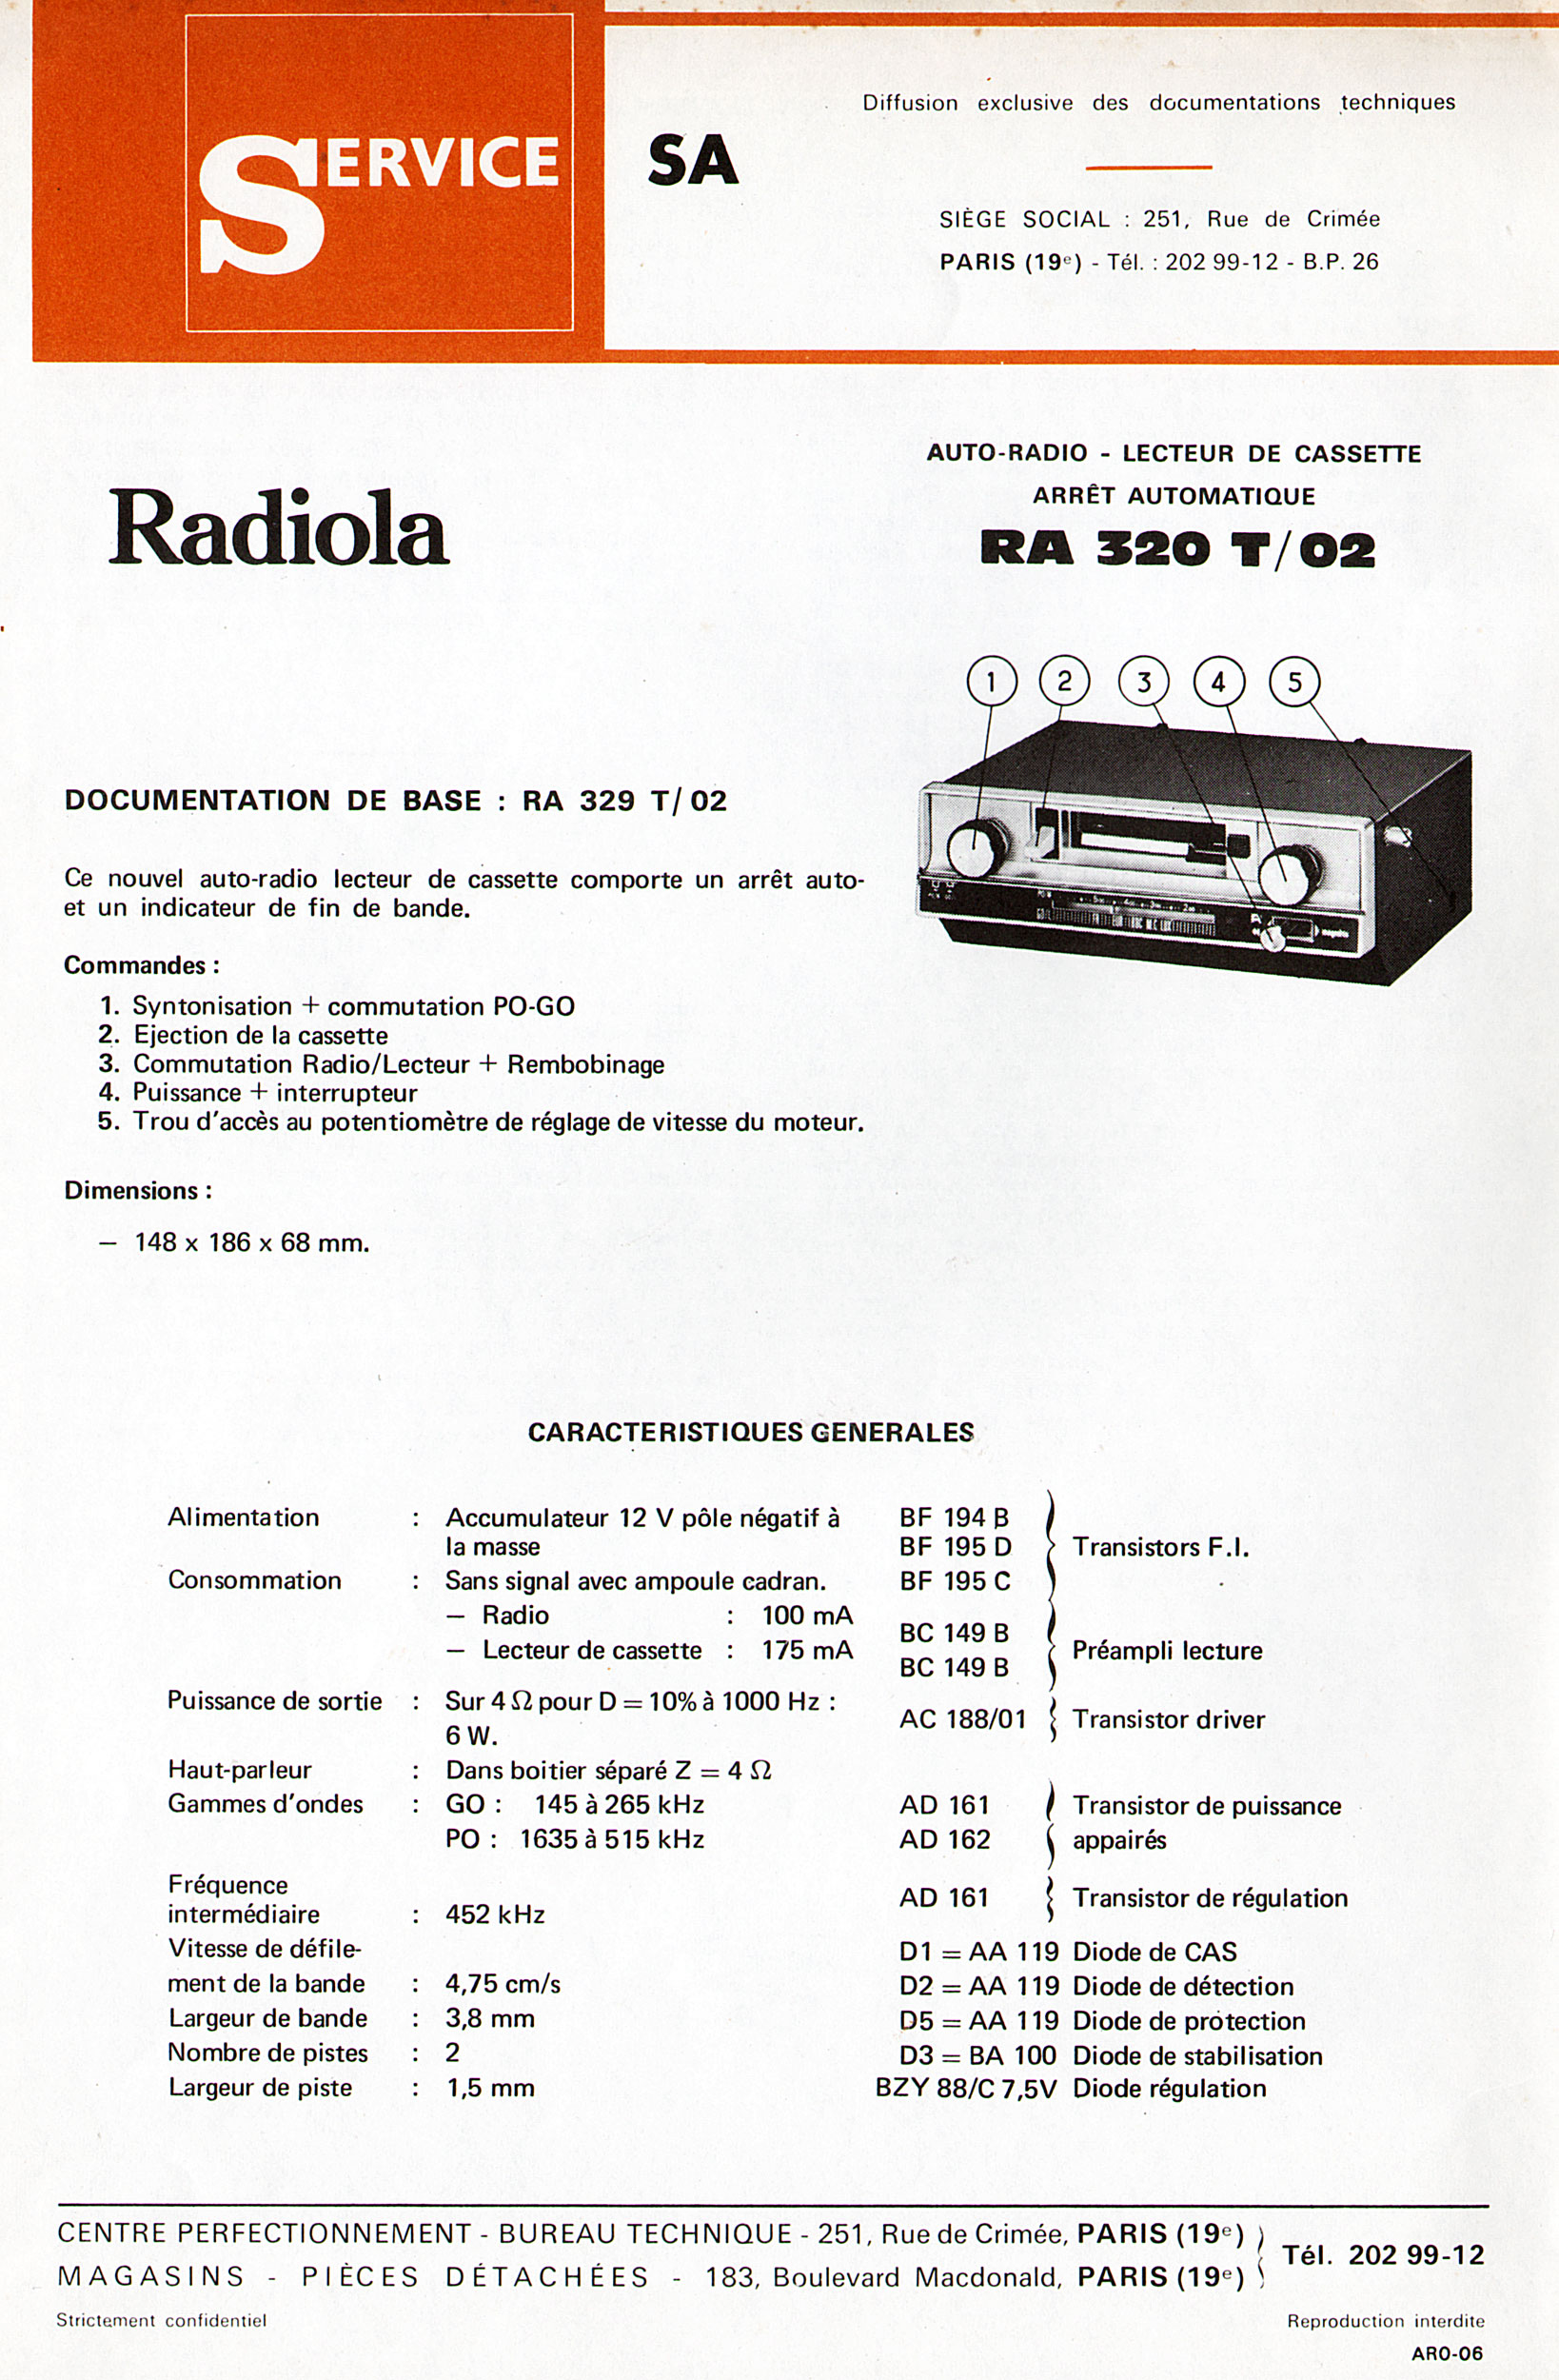 SERVICE
SA
Diffusion exclusive des documentations techniques
SIÈGE SOCIAL : 251, Rue de Crimée
PARIS (19e) - Tél. : 202 99-12 - B.P. 26
Radiola
AUTO-RADIO - LECTEUR DE CASSETTE
ARRÊT AUTOMATIQUE
RA 320 T/02
1 2 3 4 5
DOCUMENTATION DE BASE : RA 329 T/02
Ce nouvel auto-radio lecteur de cassette comporte un arrêt auto-
et un indicateur de fin de bande.
Commandes :
1. Syntonisation + commutation PO-GO
2. Ejection de la cassette
3. Commutation Radio/Lecteur + Rembobinage
4. Puissance + interrupteur
5. Trou d'accès au potentiomètre de réglage de vitesse du moteur.
Dimensions :
— 148 x 186 x 68 mm.
CARACTERISTIQUES GENERALES
Alimentation : Accumulateur 12 V pôle négatif à
la masse
Consommation : Sans signal avec ampoule cadran.
— Radio : 100 mA
— Lecteur de cassette : 175 mA
Puissance de sortie : Sur 4 Ω pour D = 10% à 1000 Hz :
6 W.
Haut-parleur : Dans boitier séparé Z = 4 Ω
Gammes d'ondes : GO : 145 à 265 kHz
PO : 1635 à 515 kHz
Fréquence
intermédiaire : 452 kHz
Vitesse de défile-
ment de la bande : 4,75 cm/s
Largeur de bande : 3,8 mm
Nombre de pistes : 2
Largeur de piste : 1,5 mm
BF 194 B
BF 195 D Transistors F.I.
BF 195 C
BC 149 B
Préampli lecture
BC 149 B
AC 188/01 Transistor driver
AD 161 Transistor de puissance
AD 162 appairés
AD 161 Transistor de régulation
D1 = AA 119 Diode de CAS
D2 = AA 119 Diode de détection
D5 = AA 119 Diode de protection
D3 = BA 100 Diode de stabilisation
BZY 88/C 7,5V Diode régulation
CENTRE PERFECTIONNEMENT - BUREAU TECHNIQUE - 251, Rue de Crimée, PARIS (19e)
MAGASINS - PIÈCES DÉTACHÉES - 183, Boulevard Macdonald, PARIS (19e)
Tél. 202 99-12
Strictement confidentiel
Reproduction interdite
ARO-06